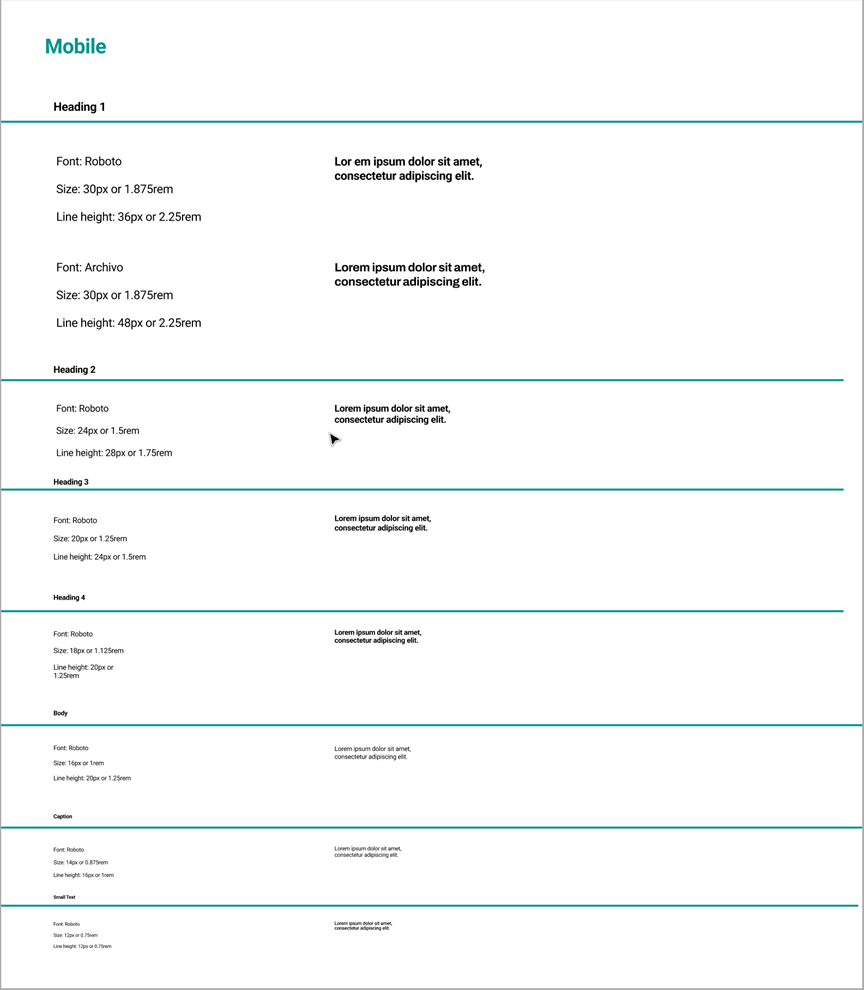 Mobile
Heading 1
Font: Roboto
Size: 30px or 1.875rem
Line height: 36px or 2.25rem
Lor em ipsum dolor sit amet,
consectetur adipiscing elit.
Font: Archivo
Size: 30px or 1.875rem
Line height: 48px or 2.25rem
Lorem ipsum dolor sit amet,
consectetur adipiscing elit.
Heading 2
Font: Roboto
Size: 24px or 1.5rem
Line height: 28px or 1.75rem
Lorem ipsum dolor sit amet,
consectetur adipiscing elit.
Heading 3
Font: Roboto
Size: 20px or 1.25rem
Line height: 24px or 1.5rem
Lorem ipsum dolor sit amet,
consectetur adipiscing elit.
Heading 4
Font: Roboto
Size: 18px or 1.125rem
Line height: 20px or
1.25rem
Lorem ipsum dolor sit amet,
consectetur adipiscing elit.
Body
Font: Roboto
Size: 16px or 1rem
Line height: 20px or 1.25rem
Lorem ipsum dolor sit amet,
consectetur adipiscing elit.
Caption
Font: Roboto
Size: 14px or 0.875rem
Line height: 16px or 1rem
Lorem ipsum dolor sit amet,
consectetur adipiscing elit.
Small Text
Font: Roboto
Size: 12px or 0.75rem
Line height: 12px or 0.75rem
Lorem ipsum dolor sit amet,
consectetur adipiscing elit.